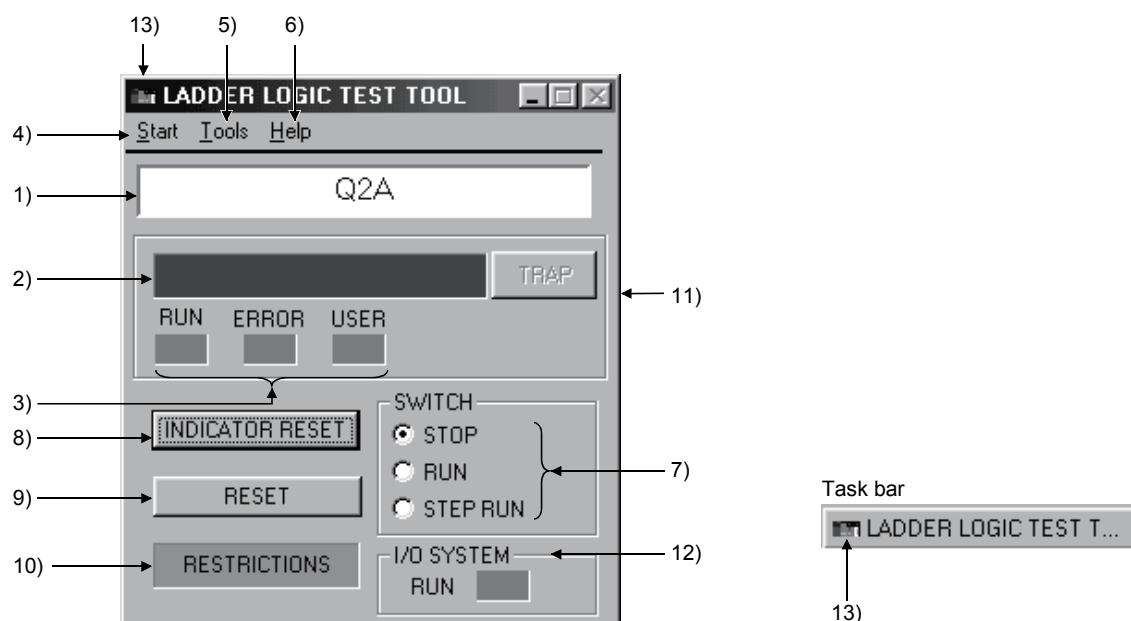 13)
5)
6)
LADDER LOGIC TEST TOOL
4)
Start Tools Help
1)
Q2A
2)
TRAP
11)
RUN ERROR USER
3)
SWITCH
8)
INDICATOR RESET
STOP
RUN
7)
9)
RESET
STEP RUN
Task bar
LADDER LOGIC TEST T...
10)
RESTRICTIONS
I/O SYSTEM
12)
RUN
13)